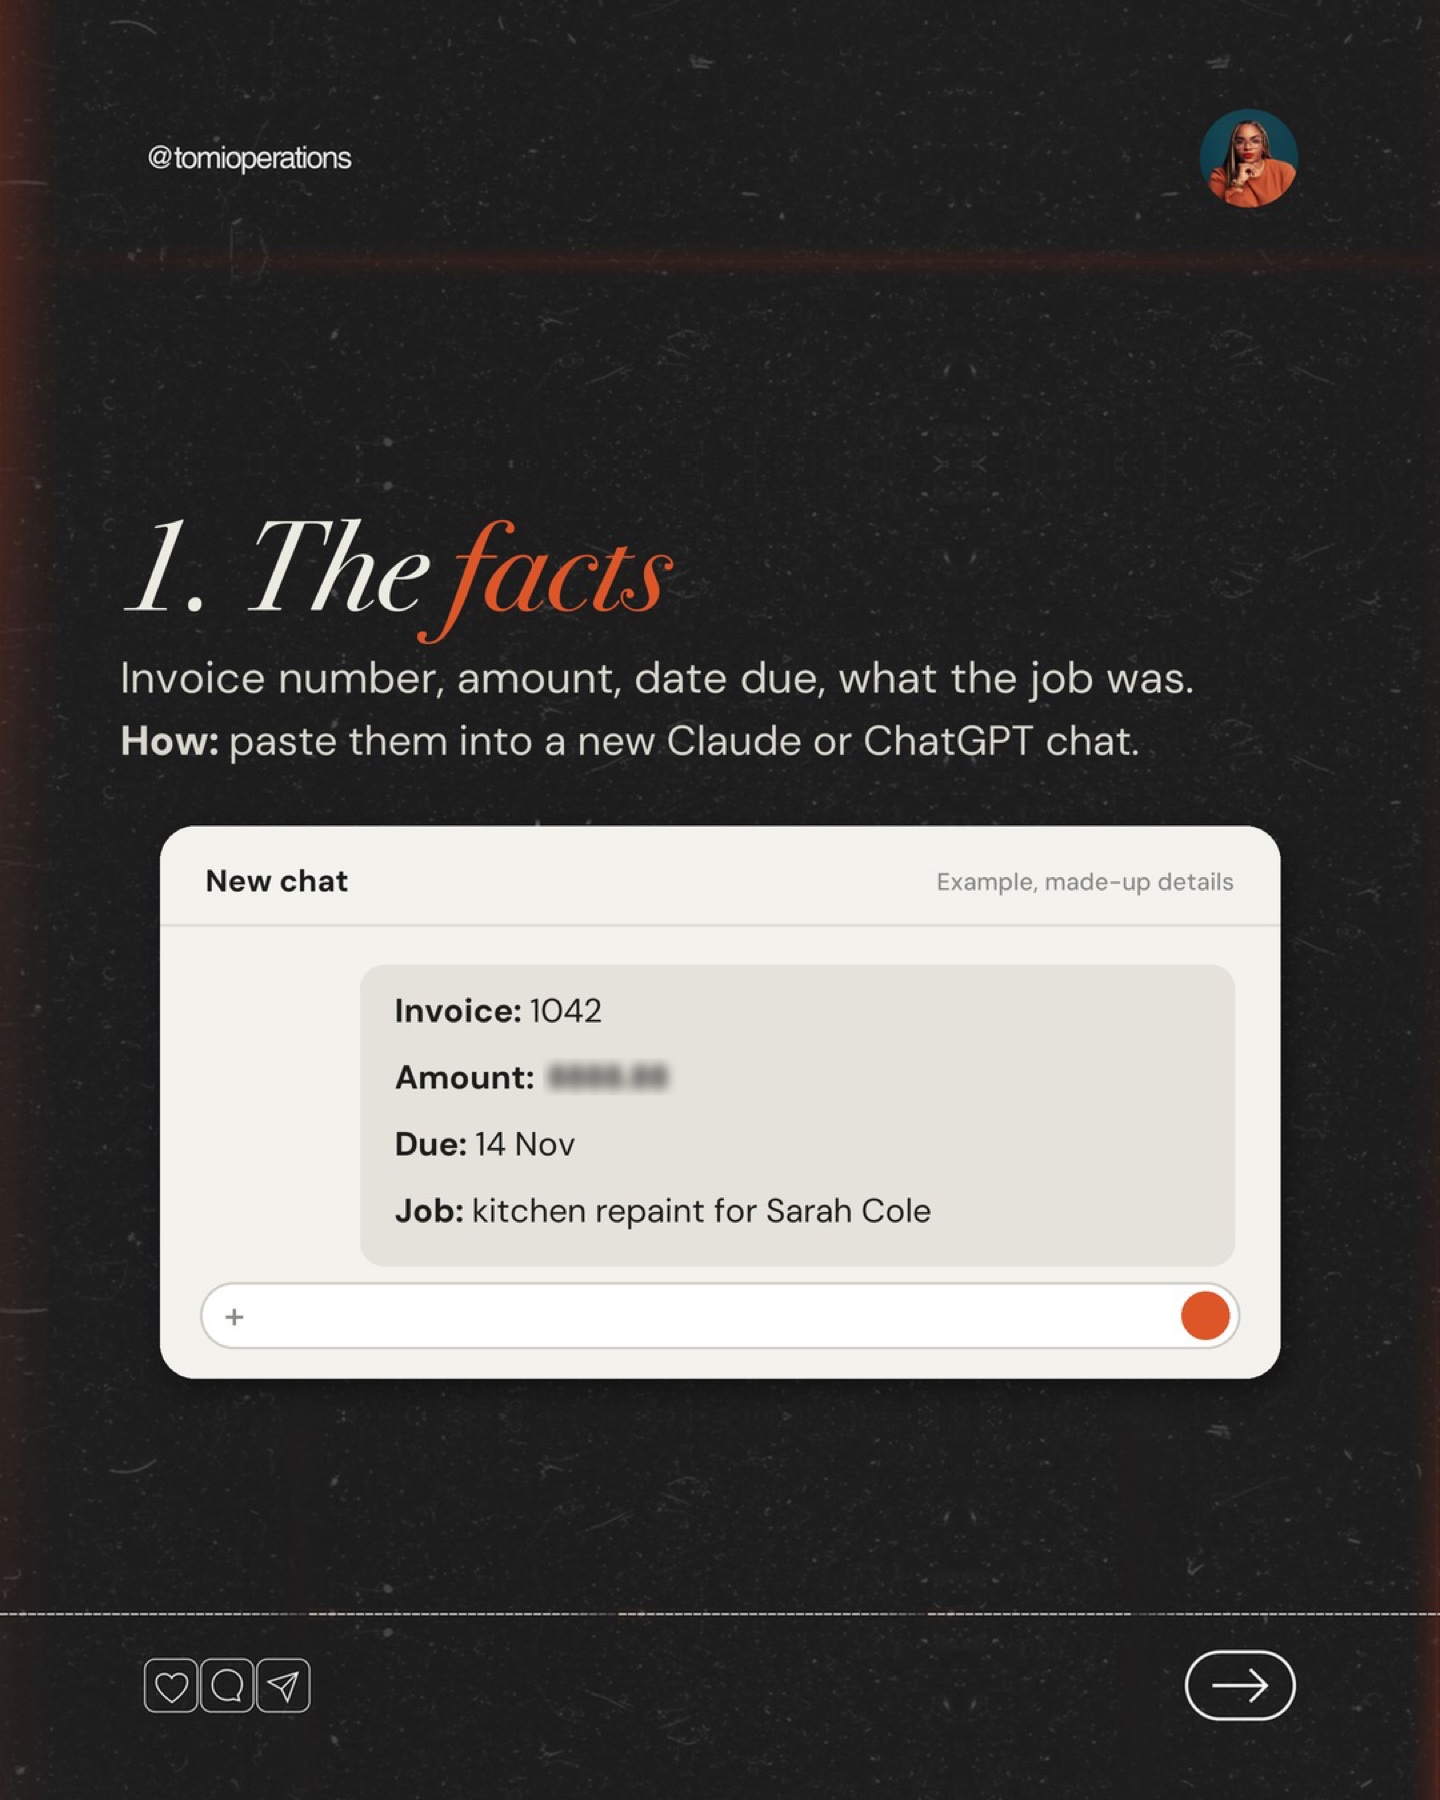 @tomioperations
1. The facts
Invoice number, amount, date due, what the job was.
How: paste them into a new Claude or ChatGPT chat.
New chat
Example, made-up details
Invoice: 1042
Amount:
Due: 14 Nov
Job: kitchen repaint for Sarah Cole
+